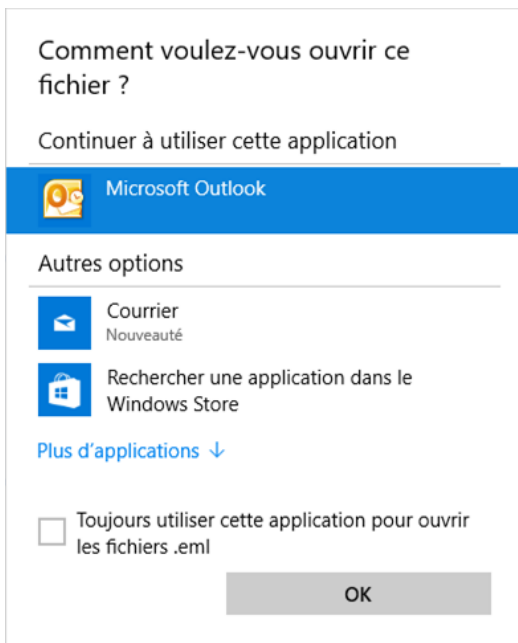 Comment voulez-vous ouvrir ce
fichier ?
Continuer à utiliser cette application
Microsoft Outlook
Autres options
Courrier
Nouveauté
Rechercher une application dans le
Windows Store
Plus d’applications ↓
Toujours utiliser cette application pour ouvrir
les fichiers .eml
OK